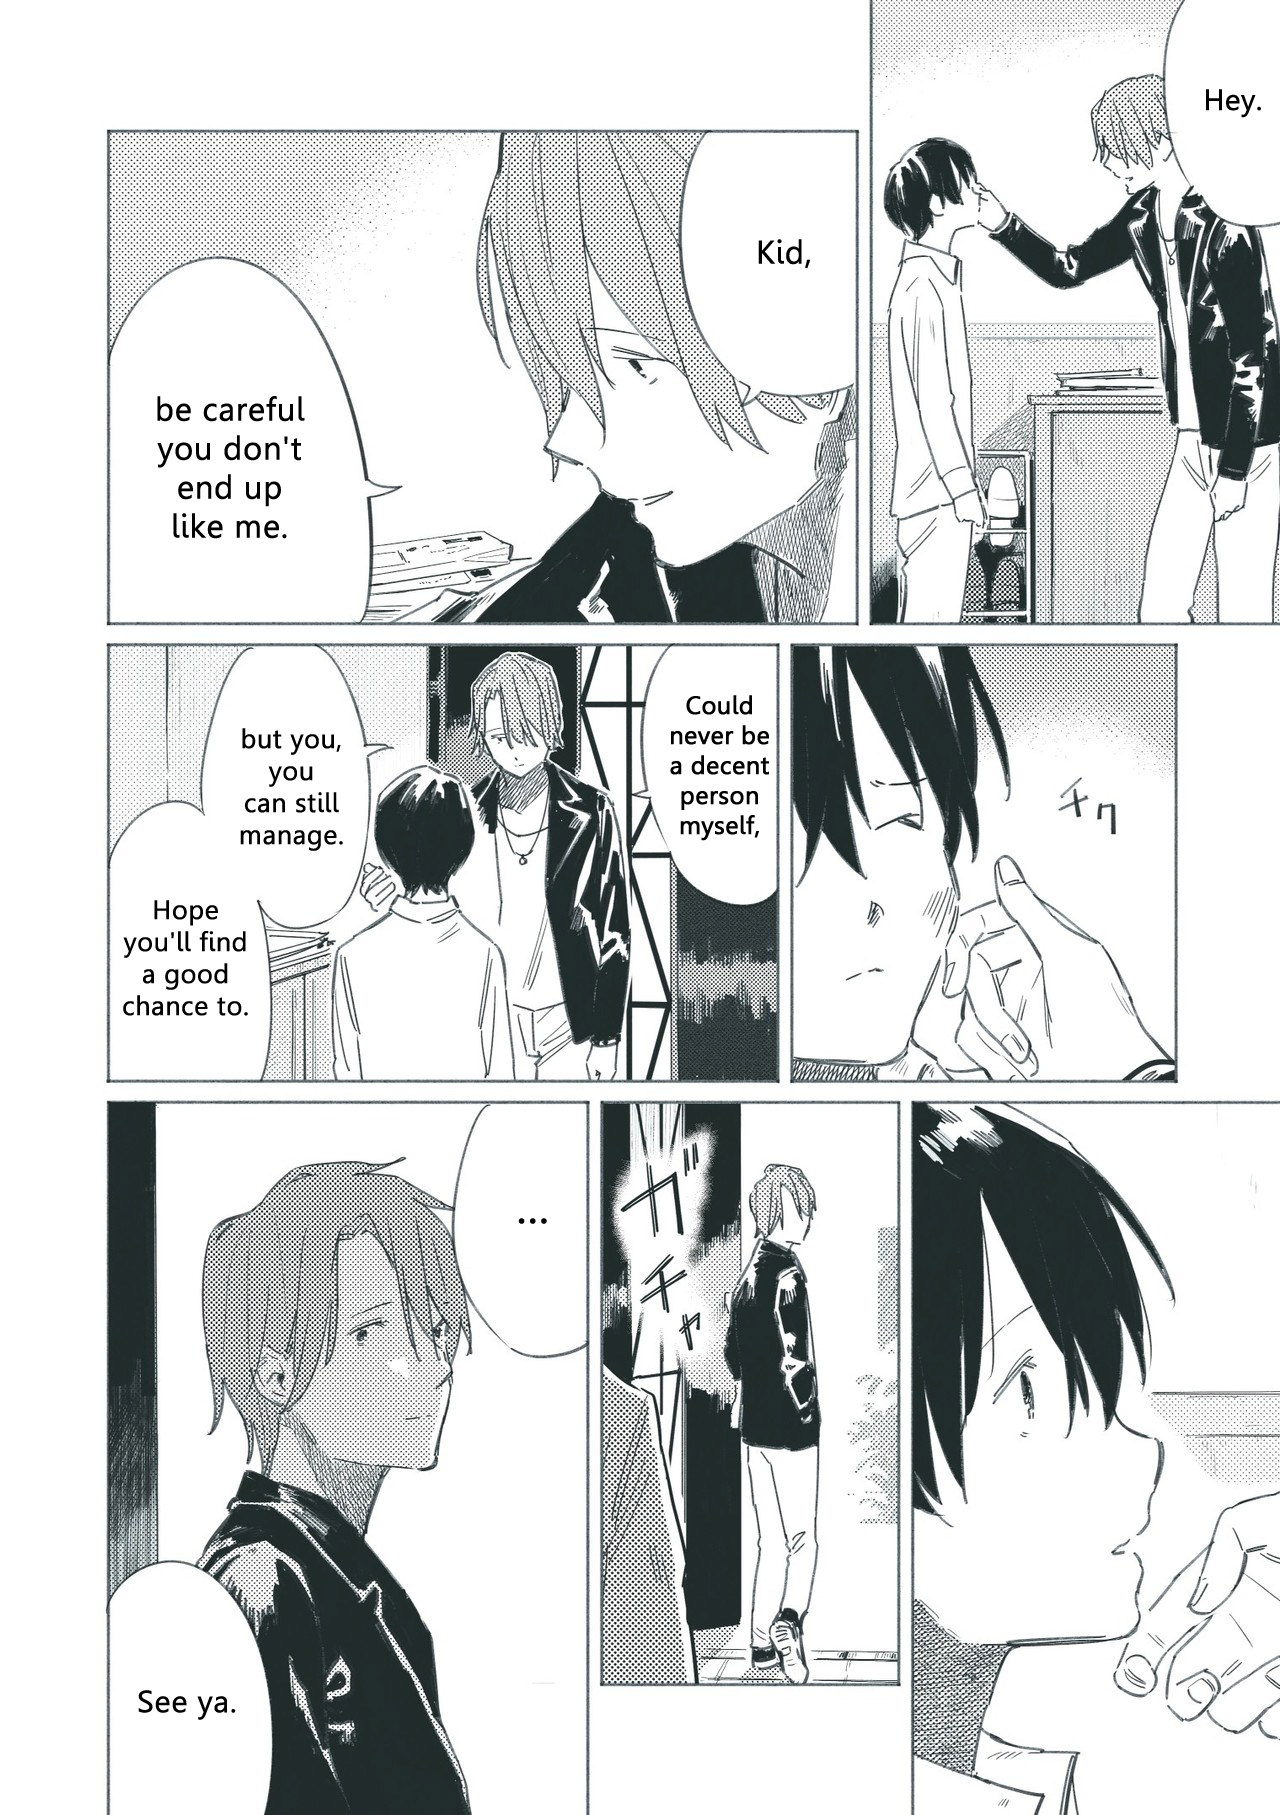 Hey.
Kid,
be careful
you don't
end up
like me.
チク
Could
never be
a decent
person
myself,
but you,
you
can still
manage.
Hope
you'll find
a good
chance to.
ガチャ
...
See ya.